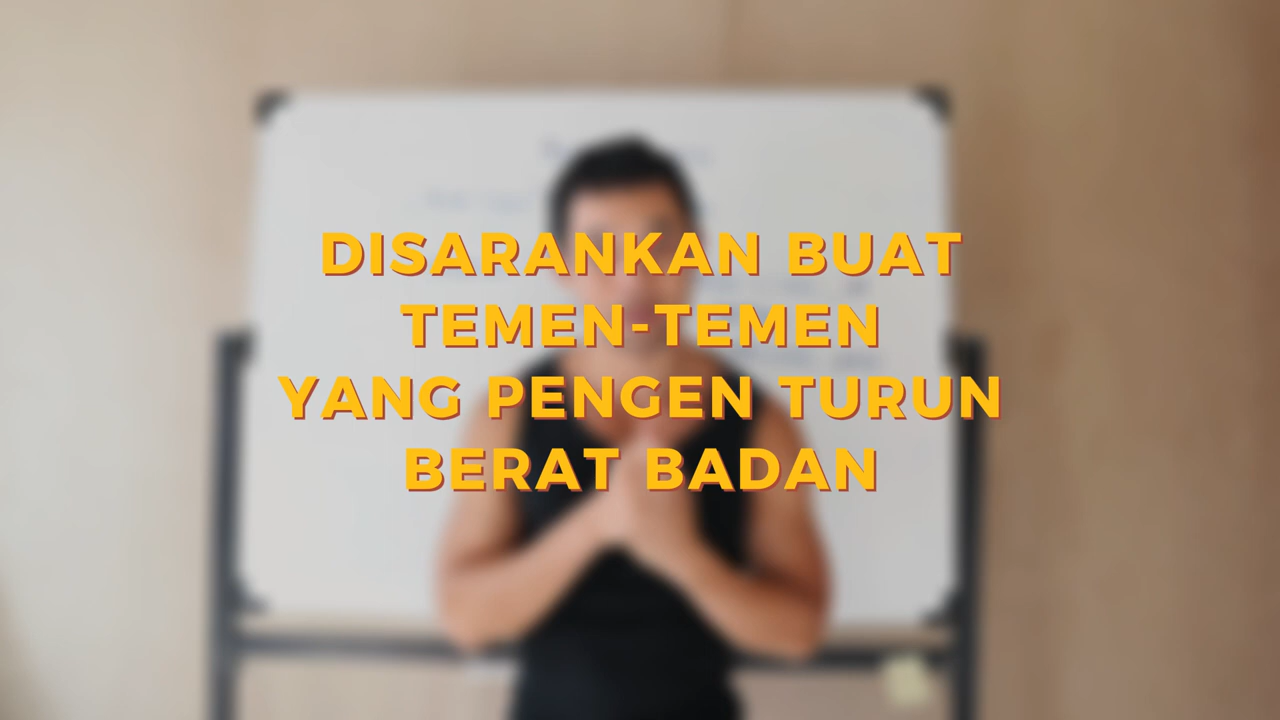 DISARANKAN BUAT
TEMEN-TEMEN
YANG PENGEN TURUN
BERAT BADAN